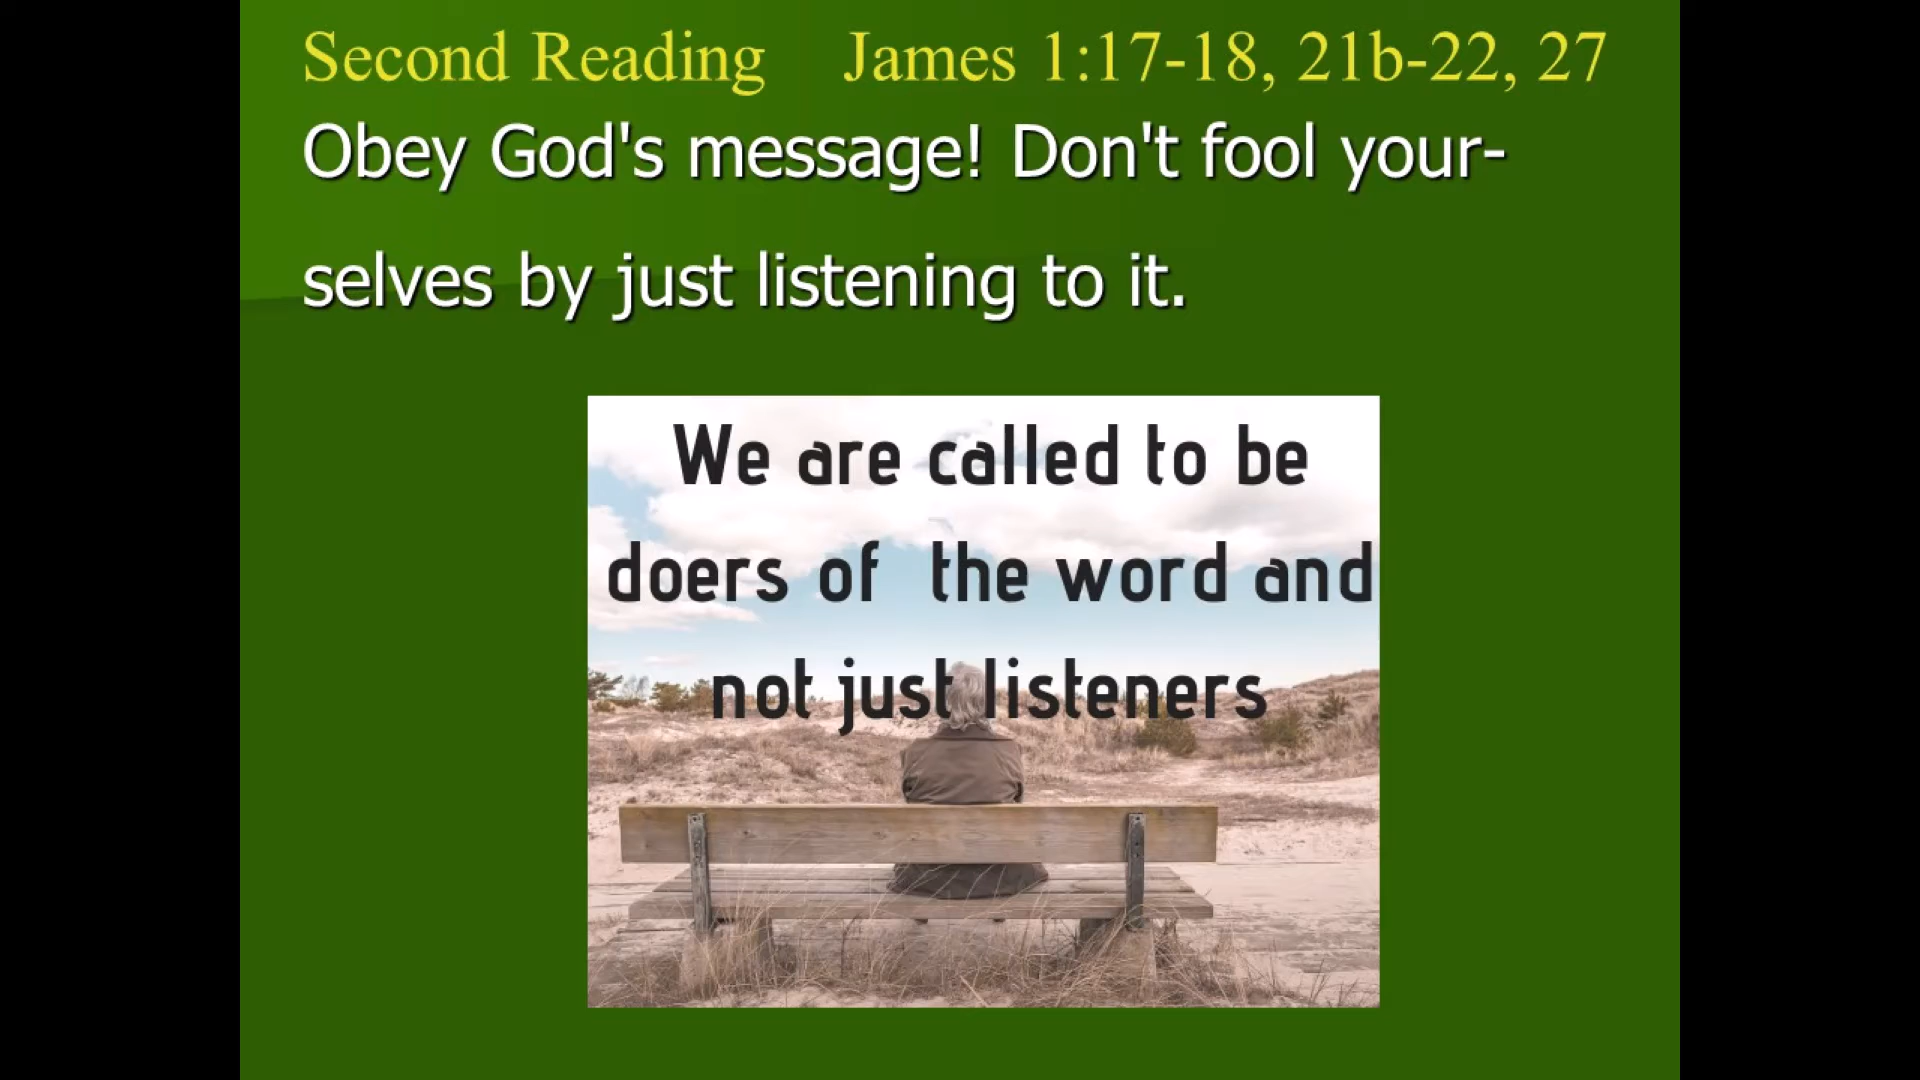 Second Reading James 1:17-18, 21b-22, 27
Obey God's message! Don't fool your-
selves by just listening to it.
We are called to be
doers of the word and
not just listeners